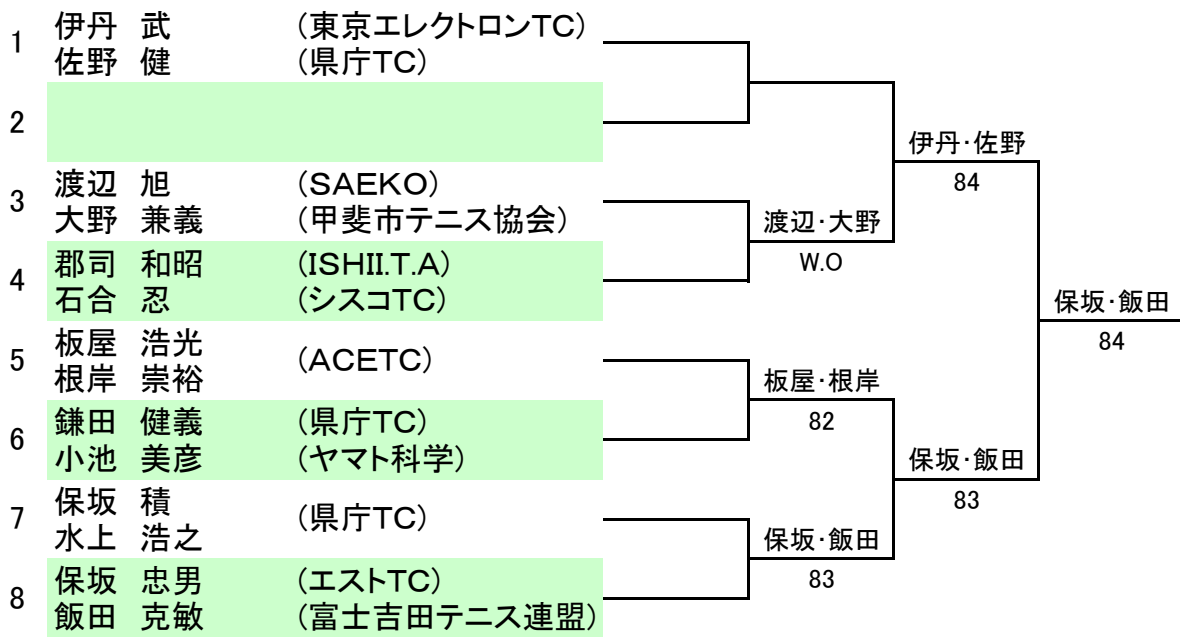 1
伊丹 武 (東京エレクトロンTC)
佐野 健 (県庁TC)
2
3
渡辺 旭 (SAEKO)
大野 兼義 (甲斐市テニス協会)
4
郡司 和昭 (ISHII.T.A)
石合 忍 (シスコTC)
5
板屋 浩光
根岸 崇裕
(ACETC)
6
鎌田 健義 (県庁TC)
小池 美彦 (ヤマト科学)
7
保坂 積
水上 浩之
(県庁TC)
8
保坂 忠男 (エストTC)
飯田 克敏 (富士吉田テニス連盟)
渡辺・大野
W.O
板屋・根岸
82
保坂・飯田
83
伊丹・佐野
84
保坂・飯田
83
保坂・飯田
84